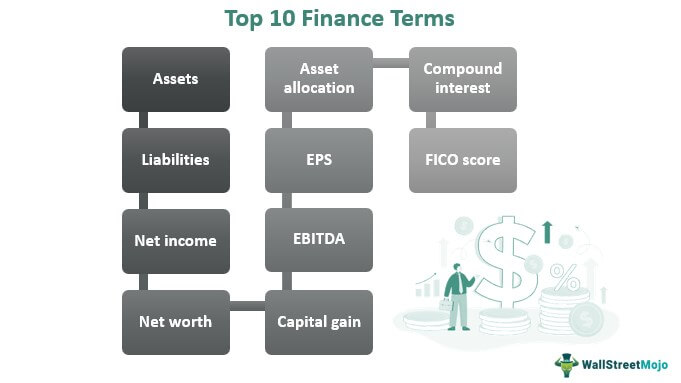 Top 10 Finance Terms
Assets
Liabilities
Net income
Net worth
Capital gain
EBITDA
EPS
Asset
allocation
Compound
interest
FICO score
$
%
$
WallStreetMojo